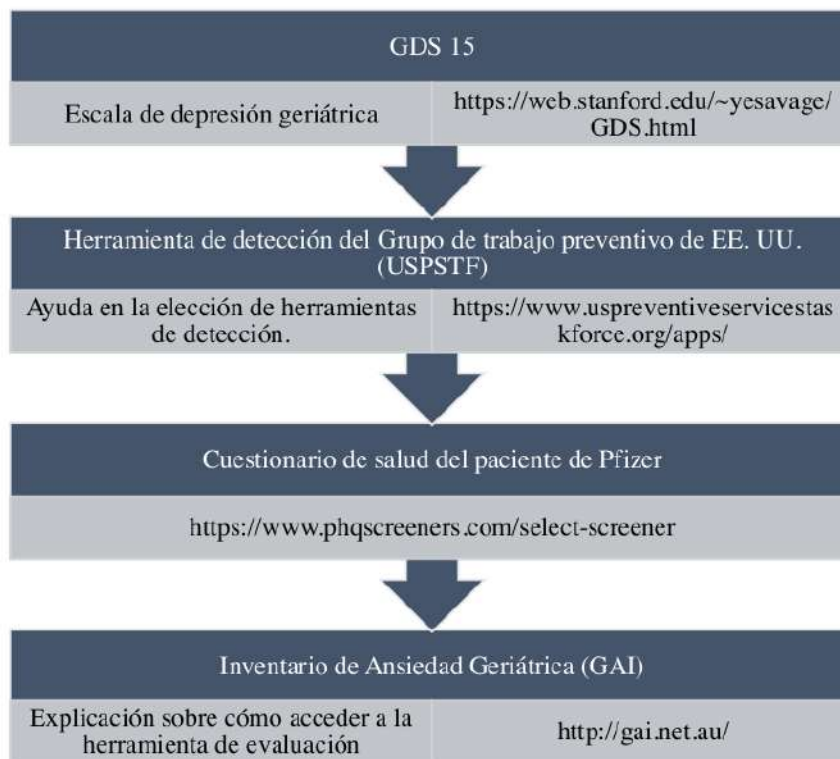 GDS 15
Escala de depresión geriátrica
https://web.stanford.edu/~yesavage/
GDS.html
Herramienta de detección del Grupo de trabajo preventivo de EE. UU.
(USPSTF)
Ayuda en la elección de herramientas
de detección.
https://www.uspreventiveservicestas
kforce.org/apps/
Cuestionario de salud del paciente de Pfizer
https://www.phqscreeners.com/select-screener
Inventario de Ansiedad Geriátrica (GAI)
Explicación sobre cómo acceder a la
herramienta de evaluación
http://gai.net.au/